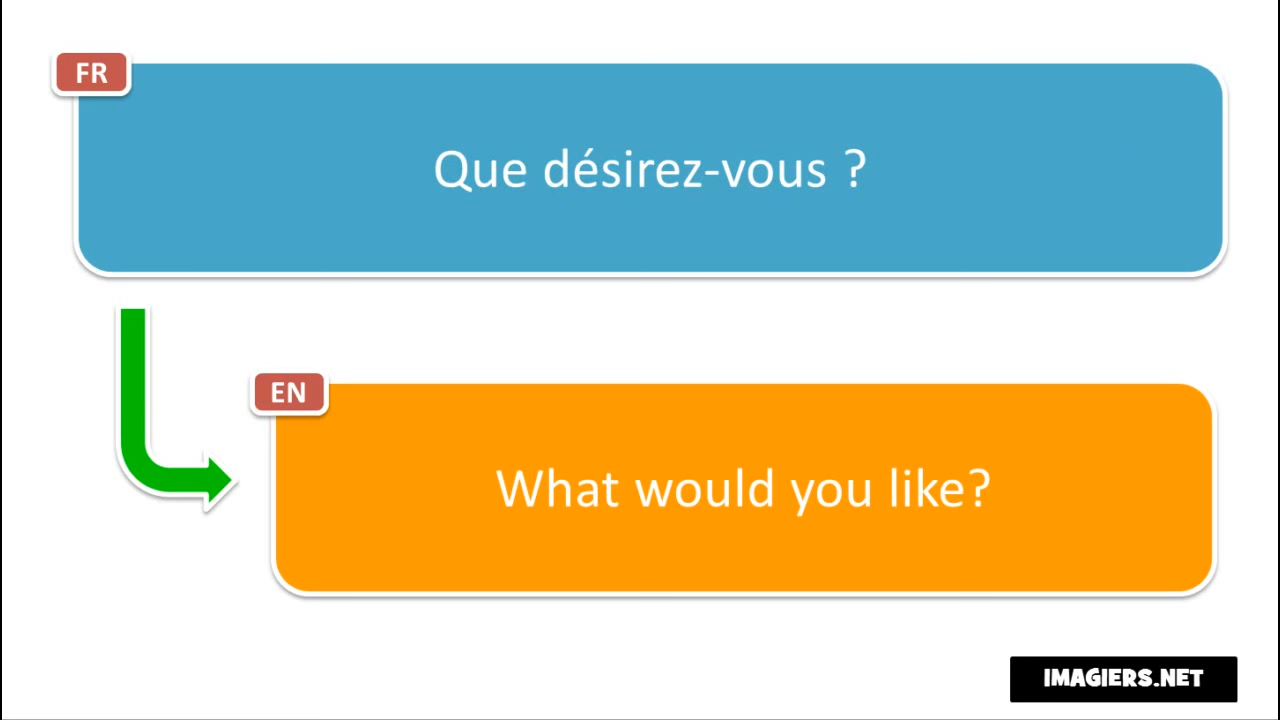 FR
Que désirez-vous ?
EN
What would you like?
IMAGIERS.NET